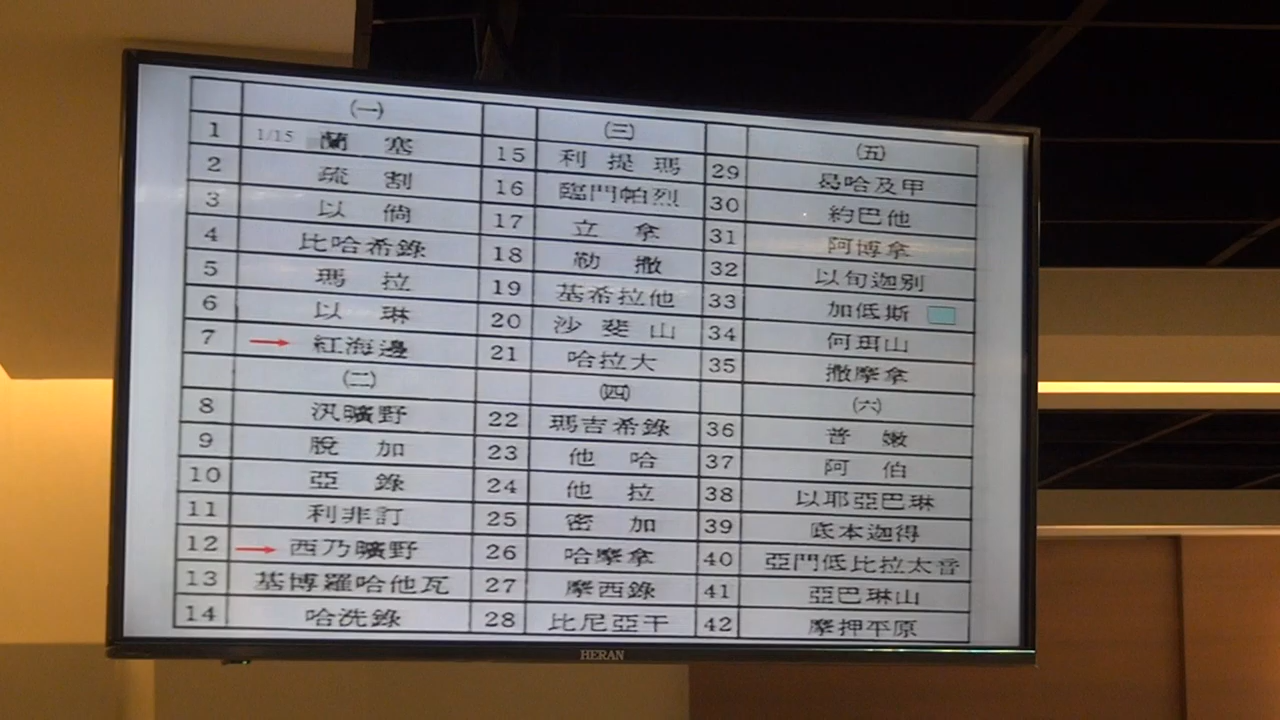 (一) (三) (五)
1 1/15 蘭塞 15 利提瑪 29 曷哈及甲
2 疏割 16 臨門帕烈 30 約巴他
3 以倘 17 立拿 31 阿博拿
4 比哈希錄 18 勒撒 32 以旬迦別
5 瑪拉 19 基希拉他 33 加低斯
6 以琳 20 沙斐山 34 何珥山
7 紅海邊 21 哈拉大 35 撒摩拿
(二) (四) (六)
8 汛曠野 22 瑪吉希錄 36 普嫩
9 脫加 23 他哈 37 阿伯
10 亞錄 24 他拉 38 以耶亞巴琳
11 利非訂 25 密加 39 底本迦得
12 西乃曠野 26 哈摩拿 40 亞門低比拉太音
13 基博羅哈他瓦 27 摩西錄 41 亞巴琳山
14 哈洗錄 28 比尼亞干 42 摩押平原
HERAN